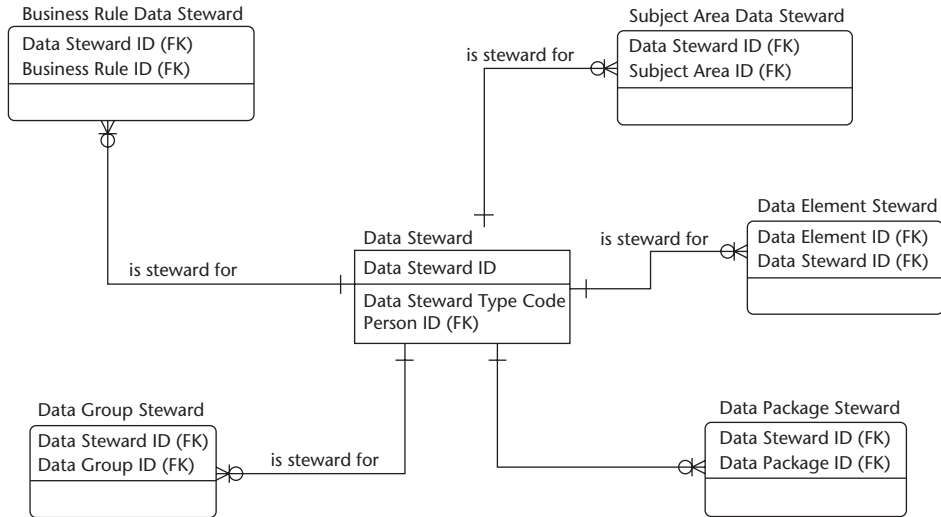 Business Rule Data Steward
Data Steward ID (FK)
Business Rule ID (FK)
Subject Area Data Steward
Data Steward ID (FK)
Subject Area ID (FK)
is steward for
Data Element Steward
Data Element ID (FK)
Data Steward ID (FK)
is steward for
Data Steward
Data Steward ID
Data Steward Type Code
Person ID (FK)
is steward for
Data Group Steward
Data Steward ID (FK)
Data Group ID (FK)
is steward for
Data Package Steward
Data Steward ID (FK)
Data Package ID (FK)